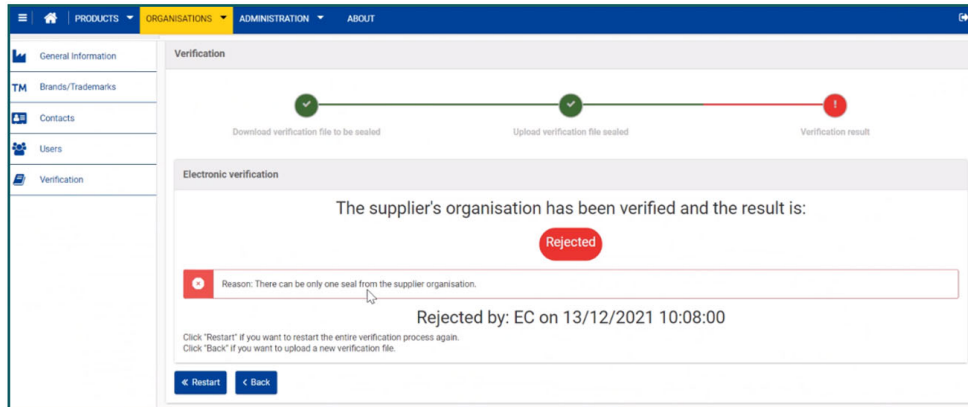 PRODUCTS ORGANISATIONS ADMINISTRATION ABOUT
General Information
TM Brands/Trademarks
Contacts
Users
Verification
Verification
Download verification file to be sealed
Upload verification file sealed
Verification result
Electronic verification
The supplier's organisation has been verified and the result is:
Rejected
Reason: There can be only one seal from the supplier organisation.
Rejected by: EC on 13/12/2021 10:08:00
Click "Restart" if you want to restart the entire verification process again.
Click "Back" if you want to upload a new verification file.
Restart
Back